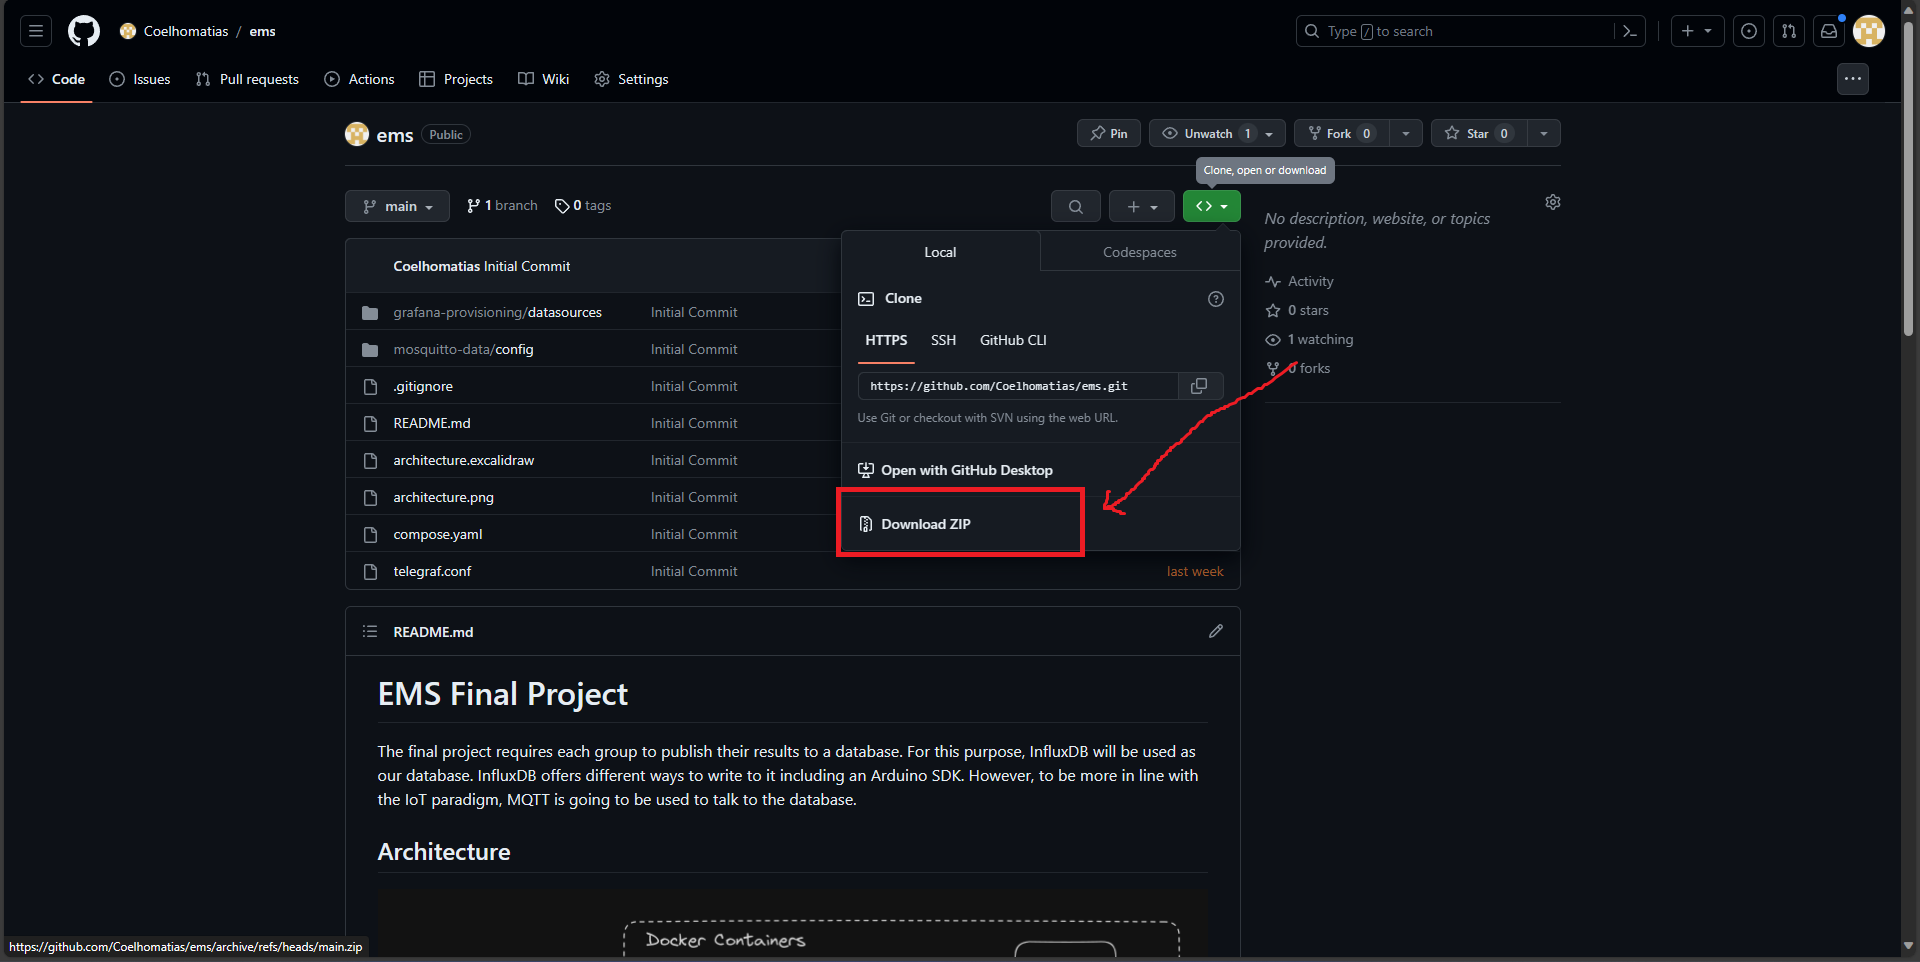 Coelhomatias / ems
Type / to search
Code
Issues
Pull requests
Actions
Projects
Wiki
Settings
ems Public
Pin
Unwatch 1
Fork 0
Star 0
Clone, open or download
main
1 branch
0 tags
No description, website, or topics
provided.
Activity
0 stars
1 watching
0 forks
Coelhomatias Initial Commit
grafana-provisioning/datasources Initial Commit
mosquitto-data/config Initial Commit
.gitignore Initial Commit
README.md Initial Commit
architecture.excalidraw Initial Commit
architecture.png Initial Commit
compose.yaml Initial Commit
telegraf.conf Initial Commit last week
Local
Codespaces
Clone
HTTPS SSH GitHub CLI
https://github.com/Coelhomatias/ems.git
Use Git or checkout with SVN using the web URL.
Open with GitHub Desktop
Download ZIP
README.md
EMS Final Project
The final project requires each group to publish their results to a database. For this purpose, InfluxDB will be used as
our database. InfluxDB offers different ways to write to it including an Arduino SDK. However, to be more in line with
the IoT paradigm, MQTT is going to be used to talk to the database.
Architecture
Docker Containers
https://github.com/Coelhomatias/ems/archive/refs/heads/main.zip